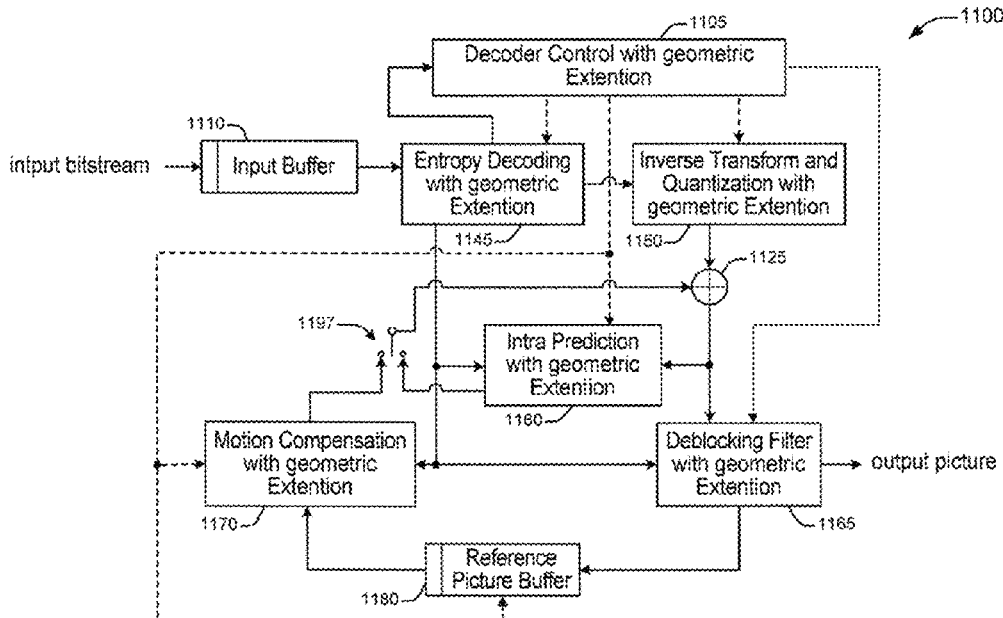 1100
1105
Decoder Control with geometric
Extention
1110
intput bitstream
Input Buffer
Entropy Decoding
with geometric
Extention
1145
Inverse Transform and
Quantization with
geometric Extention
1150
1125
1197
Intra Prediction
with geometric
Extention
1160
Motion Compensation
with geometric
Extention
1170
Deblocking Filter
with geometric
Extention
1165
output picture
Reference
Picture Buffer
1180